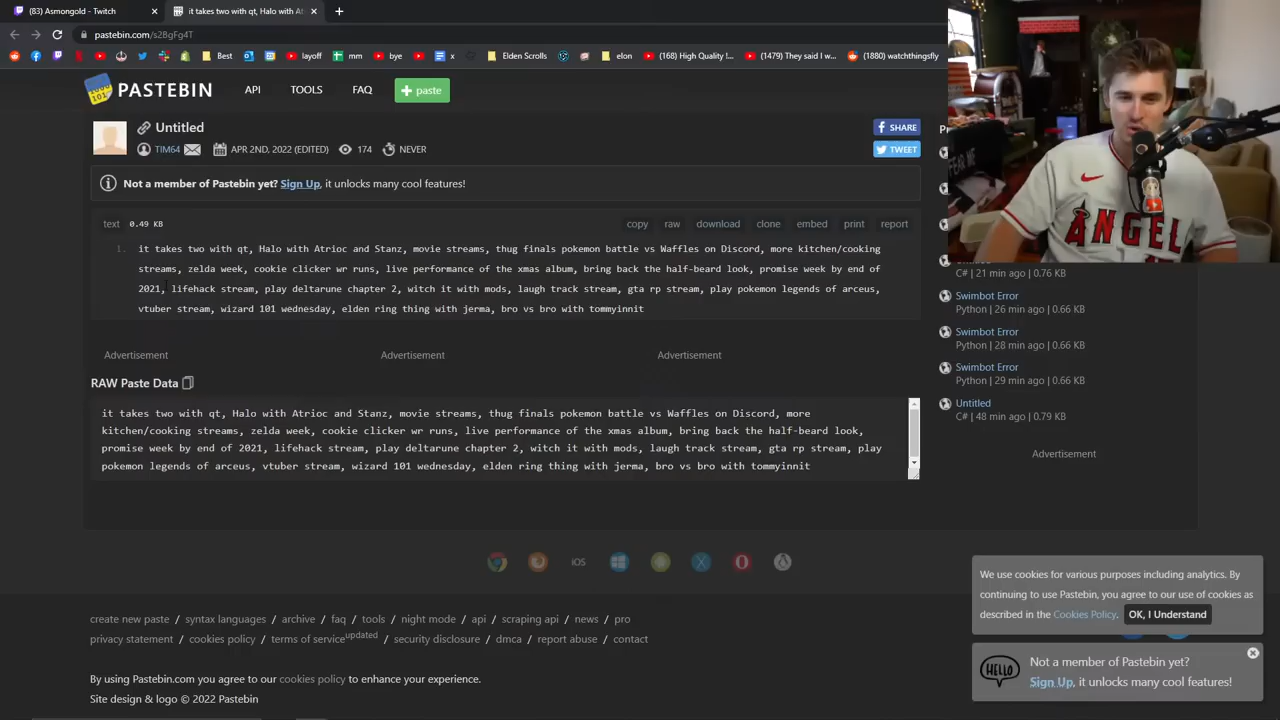 (83) Asmongold - Twitch
it takes two with qt, Halo with At
pastebin.com/s2BgFg4T
Best
layoff
mm
bye
x
Elden Scrolls
elon
(168) High Quality !...
(1479) They said I w...
(1880) watchthingsfly
PASTEBIN
API
TOOLS
FAQ
+ paste
Untitled
SHARE
TIM64
APR 2ND, 2022 (EDITED)
174
NEVER
TWEET
Not a member of Pastebin yet? Sign Up, it unlocks many cool features!
text
0.49 KB
copy
raw
download
clone
embed
print
report
1.
it takes two with qt, Halo with Atrioc and Stanz, movie streams, thug finals pokemon battle vs Waffles on Discord, more kitchen/cooking
streams, zelda week, cookie clicker wr runs, live performance of the xmas album, bring back the half-beard look, promise week by end of
2021, lifehack stream, play deltarune chapter 2, witch it with mods, laugh track stream, gta rp stream, play pokemon legends of arceus,
vtuber stream, wizard 101 wednesday, elden ring thing with jerma, bro vs bro with tommyinnit
Advertisement
Advertisement
Advertisement
RAW Paste Data
it takes two with qt, Halo with Atrioc and Stanz, movie streams, thug finals pokemon battle vs Waffles on Discord, more
kitchen/cooking streams, zelda week, cookie clicker wr runs, live performance of the xmas album, bring back the half-beard look,
promise week by end of 2021, lifehack stream, play deltarune chapter 2, witch it with mods, laugh track stream, gta rp stream, play
pokemon legends of arceus, vtuber stream, wizard 101 wednesday, elden ring thing with jerma, bro vs bro with tommyinnit
C# | 21 min ago | 0.76 KB
Swimbot Error
Python | 26 min ago | 0.66 KB
Swimbot Error
Python | 28 min ago | 0.66 KB
Swimbot Error
Python | 29 min ago | 0.66 KB
Untitled
C# | 48 min ago | 0.79 KB
Advertisement
FEAR ME
ANGEL
iOS
We use cookies for various purposes including analytics. By
continuing to use Pastebin, you agree to our use of cookies as
described in the Cookies Policy.
OK, I Understand
create new paste / syntax languages / archive / faq / tools / night mode / api / scraping api / news / pro
privacy statement / cookies policy / terms of service updated / security disclosure / dmca / report abuse / contact
HELLO
Not a member of Pastebin yet?
Sign Up, it unlocks many cool features!
By using Pastebin.com you agree to our cookies policy to enhance your experience.
Site design & logo © 2022 Pastebin